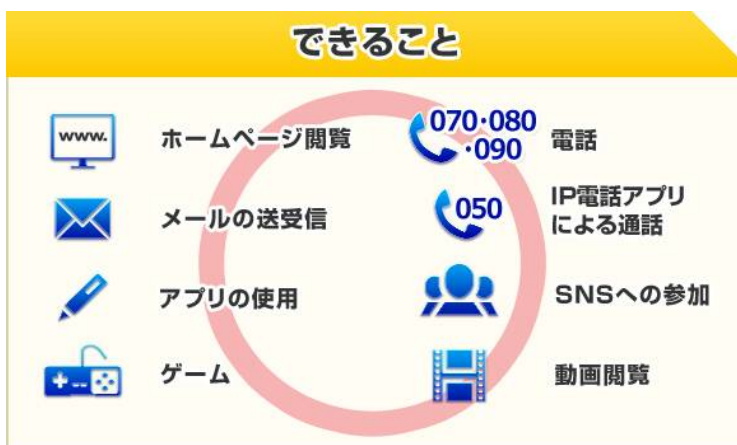 できること
www.
ホームページ閲覧
070・080
・090
電話
メールの送受信
050
IP電話アプリ
による通話
アプリの使用
SNSへの参加
ゲーム
動画閲覧